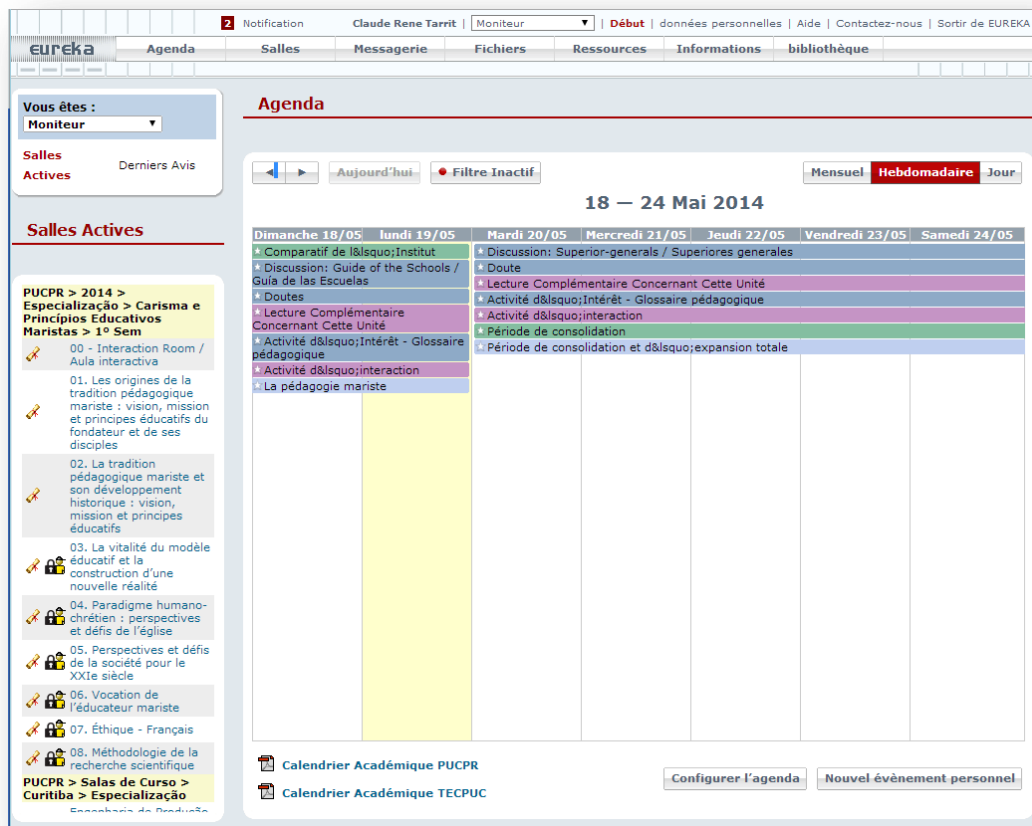 2 Notification Claude Rene Tarrit | Moniteur | Début | données personnelles | Aide | Contactez-nous | Sortir de EUREKA
eureka Agenda Salles Messagerie Fichiers Ressources Informations bibliothèque
Vous êtes :
Moniteur
Salles
Actives
Derniers Avis
Salles Actives
PUCPR > 2014 >
Especialização > Carisma e
Princípios Educativos
Maristas > 1º Sem
00 - Interaction Room /
Aula interactiva
01. Les origines de la
tradition pédagogique
mariste : vision, mission
et principes éducatifs du
fondateur et de ses
disciples
02. La tradition
pédagogique mariste et
son développement
historique : vision,
mission et principes
éducatifs
03. La vitalité du modèle
éducatif et la
construction d'une
nouvelle réalité
04. Paradigme humano-
chrétien : perspectives
et défis de l'église
05. Perspectives et défis
de la société pour le
XXIe siècle
06. Vocation de
l'éducateur mariste
07. Éthique - Français
08. Méthodologie de la
recherche scientifique
PUCPR > Salas de Curso >
Curitiba > Especialização
Engenharia de Produção
Agenda
Aujourd'hui Filtre Inactif Mensuel Hebdomadaire Jour
18 — 24 Mai 2014
Dimanche 18/05 lundi 19/05 Mardi 20/05 Mercredi 21/05 Jeudi 22/05 Vendredi 23/05 Samedi 24/05
Comparatif de l&lsquo;Institut
Discussion: Guide of the Schools /
Guía de las Escuelas
Doutes
Lecture Complémentaire
Concernant Cette Unité
Activité d&lsquo;Intérêt - Glossaire
pédagogique
Activité d&lsquo;interaction
La pédagogie mariste
Discussion: Superior-generals / Superiores generales
Doute
Lecture Complémentaire Concernant Cette Unité
Activité d&lsquo;Intérêt - Glossaire pédagogique
Activité d&lsquo;interaction
Période de consolidation
Période de consolidation et d&lsquo;expansion totale
Calendrier Académique PUCPR
Calendrier Académique TECPUC
Configurer l'agenda Nouvel évènement personnel